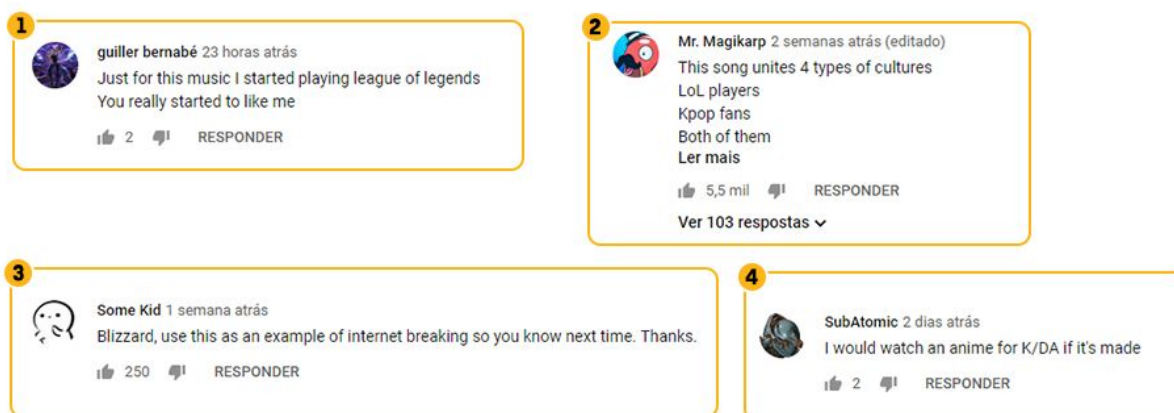 1
guiller bernabé 23 horas atrás
Just for this music I started playing league of legends
You really started to like me
2 RESPONDER
2
Mr. Magikarp 2 semanas atrás (editado)
This song unites 4 types of cultures
LoL players
Kpop fans
Both of them
Ler mais
5,5 mil RESPONDER
Ver 103 respostas
3
Some Kid 1 semana atrás
Blizzard, use this as an example of internet breaking so you know next time. Thanks.
250 RESPONDER
4
SubAtomic 2 dias atrás
I would watch an anime for K/DA if it's made
2 RESPONDER